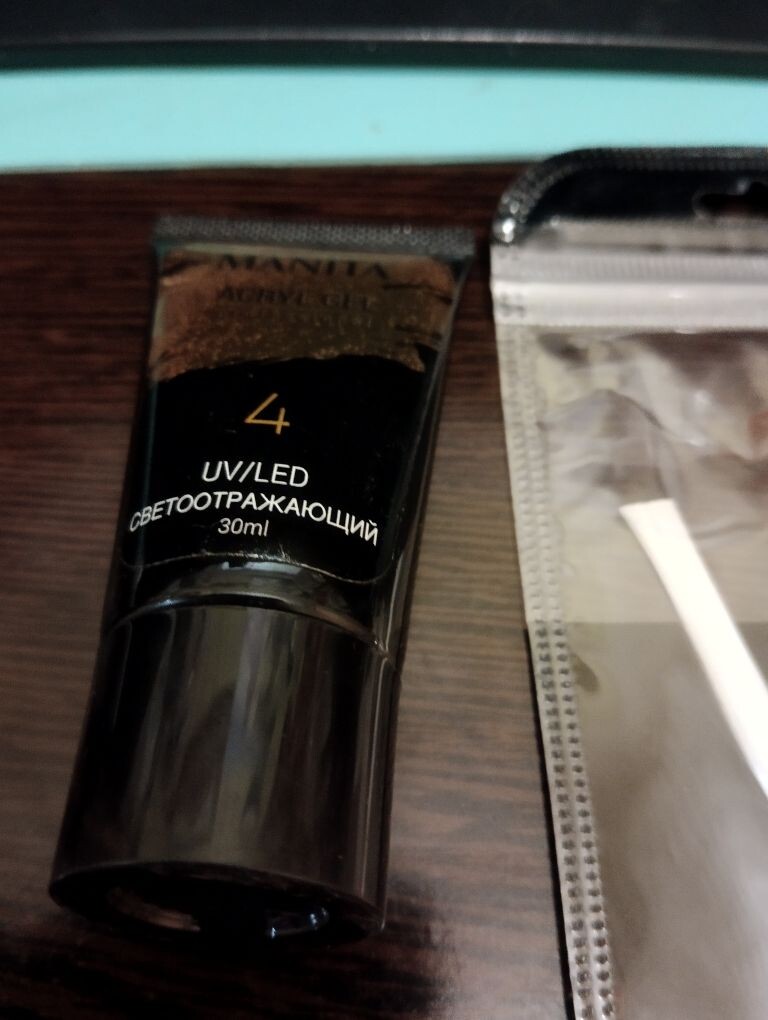 MANITA
ACRYL GEL
4
UV/LED
СВЕТООТРАЖАЮЩИЙ
30ml